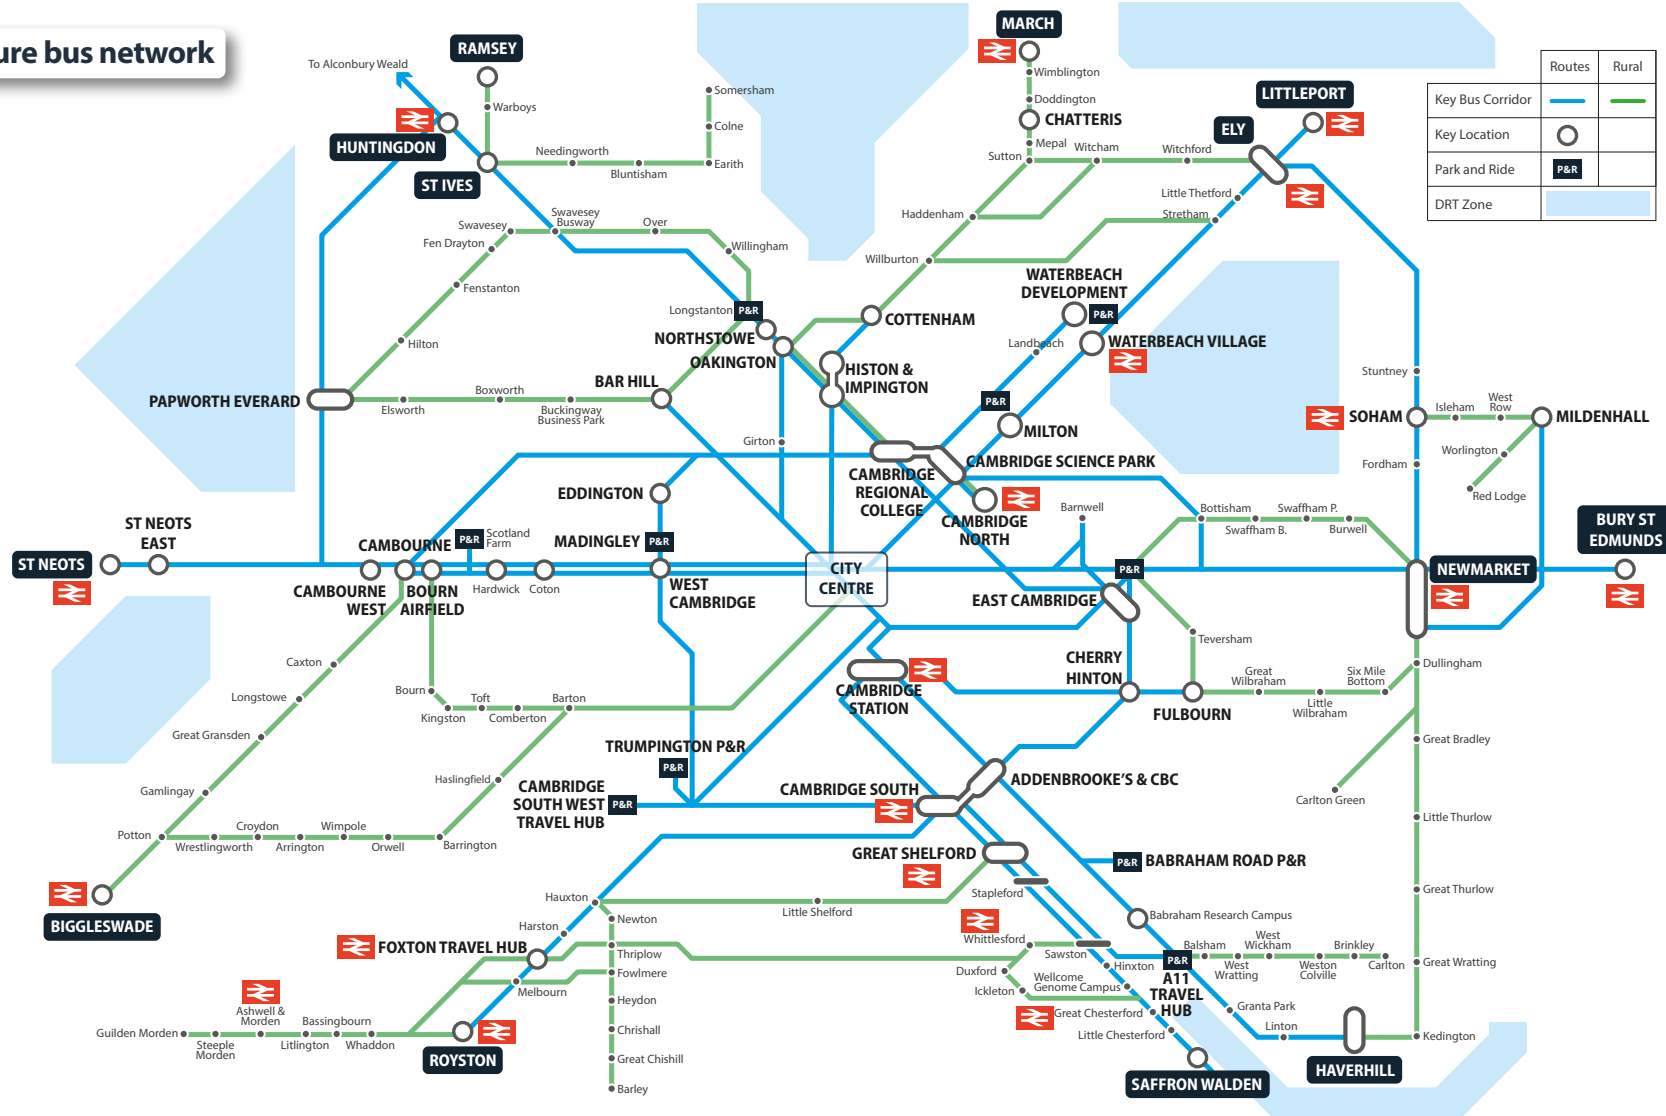 ure bus network
Routes
Rural
Key Bus Corridor
Key Location
Park and Ride
P&R
DRT Zone
To Alconbury Weald
RAMSEY
Warboys
HUNTINGDON
ST IVES
Needingworth
Bluntisham
Somersham
Colne
Earith
MARCH
Wimblington
Doddington
CHATTERIS
Mepal
Sutton
Witcham
Witchford
ELY
LITTLEPORT
Little Thetford
Stretham
Haddenham
Wilburton
Swavesey
Swavesey
Busway
Over
Willingham
Fen Drayton
Fenstanton
Hilton
Longstanton
P&R
NORTHSTOWE
OAKINGTON
COTTENHAM
HISTON &
IMPINGTON
WATERBEACH
DEVELOPMENT
P&R
Landbeach
WATERBEACH VILLAGE
P&R
MILTON
PAPWORTH EVERARD
Elsworth
Boxworth
Buckingway
Business Park
BAR HILL
Girton
CAMBRIDGE
REGIONAL
COLLEGE
CAMBRIDGE SCIENCE PARK
CAMBRIDGE
NORTH
Stuntney
SOHAM
Isleham
West
Row
MILDENHALL
Worlington
Red Lodge
Fordham
EDDINGTON
MADINGLEY
P&R
Barnwell
Bottisham
Swaffham B.
Swaffham P.
Burwell
BURY ST
EDMUNDS
NEWMARKET
ST NEOTS
ST NEOTS
EAST
CAMBOURNE
P&R
Scotland
Farm
CAMBOURNE
WEST
BOURN
AIRFIELD
Hardwick
Coton
WEST
CAMBRIDGE
CITY
CENTRE
P&R
EAST CAMBRIDGE
Teversham
CHERRY
HINTON
FULBOURN
Great
Wilbraham
Little
Wilbraham
Six Mile
Bottom
Dullingham
Caxton
Longstowe
Great Gransden
Gamlingay
Potton
BIGGLESWADE
Bourn
Kingston
Toft
Comberton
Barton
Haslingfield
Barrington
Wrestlingworth
Croydon
Arrington
Wimpole
Orwell
CAMBRIDGE
STATION
TRUMPINGTON P&R
P&R
CAMBRIDGE
SOUTH WEST
TRAVEL HUB
P&R
CAMBRIDGE SOUTH
ADDENBROOKE'S & CBC
Great Bradley
Carlton Green
Little Thurlow
Great Thurlow
Great Wratting
Kedington
GREAT SHELFORD
Stapleford
P&R
BABRAHAM ROAD P&R
Babraham Research Campus
Hauxton
Little Shelford
Harston
Newton
FOXTON TRAVEL HUB
Thriplow
Fowlmere
Melbourn
Heydon
Chrishall
Great Chishill
Barley
Whittlesford
Sawston
Duxford
Ickleton
Hinxton
Wellcome
Genome Campus
Great Chesterford
Little Chesterford
P&R
A11
TRAVEL
HUB
Balsham
West
Wratting
West
Wickham
Weston
Colville
Brinkley
Carlton
Granta Park
Linton
HAVERHILL
SAFFRON WALDEN
Guilden Morden
Steeple
Morden
Ashwell &
Morden
Litlington
Bassingbourn
Whaddon
ROYSTON